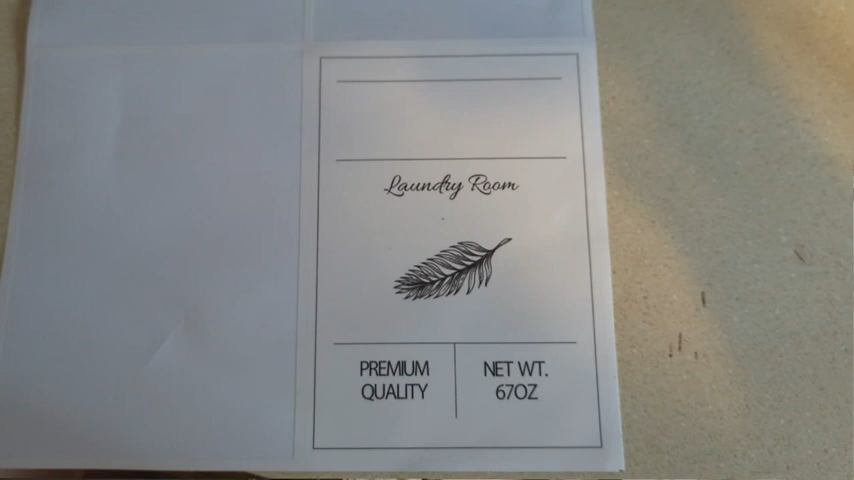 Laundry Room
PREMIUM
QUALITY
NET WT.
67OZ